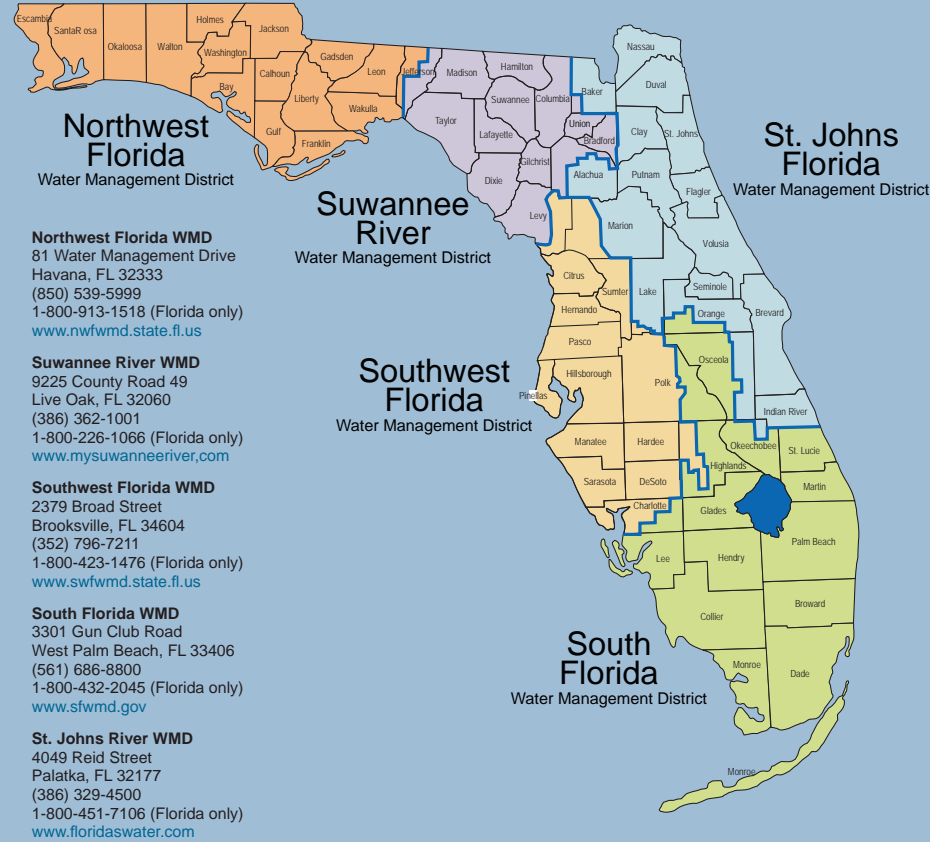 Escambia
SantaR osa
Okaloosa
Walton
Holmes
Washington
Bay
Jackson
Calhoun
Gulf
Liberty
Franklin
Gadsden
Leon
Wakulla
Jefferson
Madison
Taylor
Hamilton
Suwannee
Lafayette
Dixie
Columbia
Gilchrist
Levy
Union
Bradford
Baker
Nassau
Duval
Clay
St. Johns
Alachua
Putnam
Flagler
Marion
Volusia
Citrus
Sumter
Lake
Seminole
Hernando
Orange
Brevard
Pasco
Osceola
Hillsborough
Polk
Pinellas
Indian River
Manatee
Hardee
Okeechobee
St. Lucie
Highlands
Sarasota
DeSoto
Martin
Charlotte
Glades
Palm Beach
Lee
Hendry
Broward
Collier
Monroe
Dade
Monroe
Northwest
Florida
Water Management District
Suwannee
River
Water Management District
St. Johns
Florida
Water Management District
Southwest
Florida
Water Management District
South
Florida
Water Management District
Northwest Florida WMD
81 Water Management Drive
Havana, FL 32333
(850) 539-5999
1-800-913-1518 (Florida only)
www.nwfwmd.state.fl.us
Suwannee River WMD
9225 County Road 49
Live Oak, FL 32060
(386) 362-1001
1-800-226-1066 (Florida only)
www.mysuwanneeriver,com
Southwest Florida WMD
2379 Broad Street
Brooksville, FL 34604
(352) 796-7211
1-800-423-1476 (Florida only)
www.swfwmd.state.fl.us
South Florida WMD
3301 Gun Club Road
West Palm Beach, FL 33406
(561) 686-8800
1-800-432-2045 (Florida only)
www.sfwmd.gov
St. Johns River WMD
4049 Reid Street
Palatka, FL 32177
(386) 329-4500
1-800-451-7106 (Florida only)
www.floridaswater.com